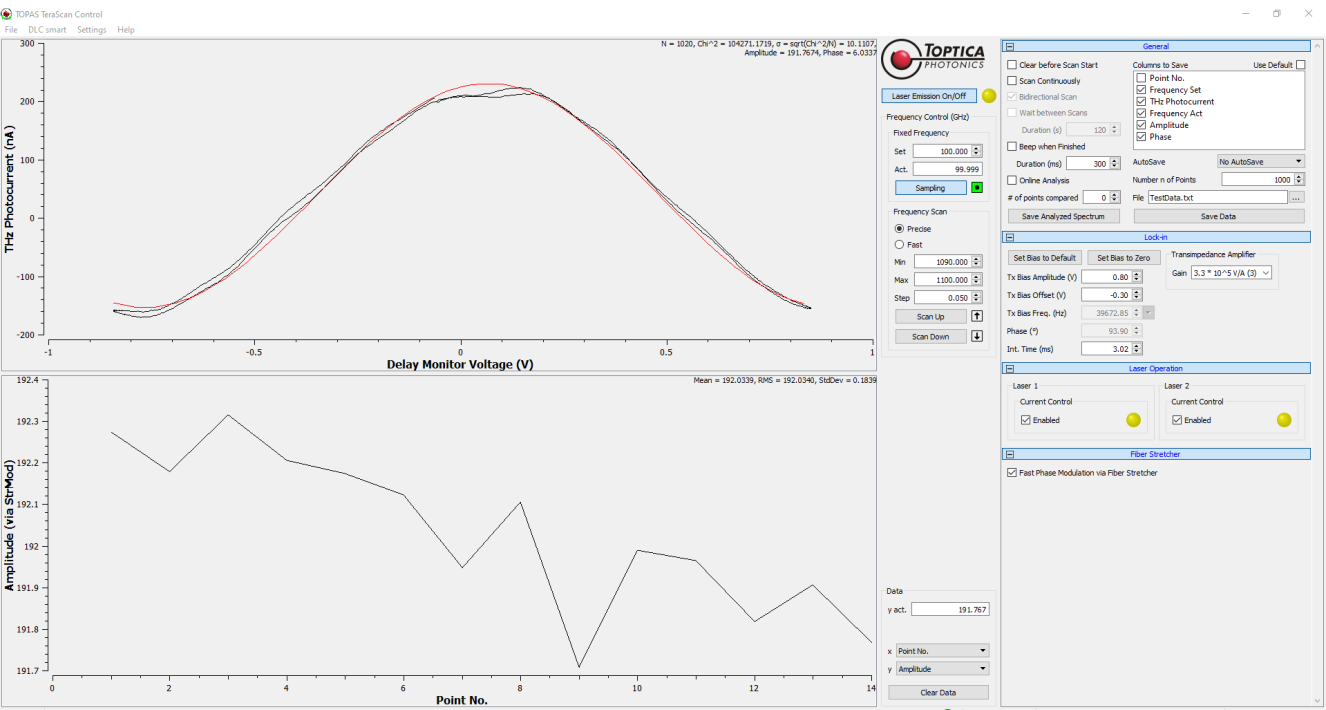 TOPAS TeraScan Control
File DLC smart Settings Help
N = 1020, Chi^2 = 104271.1719, σ = sqrt(Chi^2/N) = 10.1107,
Amplitude = 191.7674, Phase = 6.0337
300
200
100
0
-100
-200
THz Photocurrent (nA)
-1 -0.5 0 0.5 1
Delay Monitor Voltage (V)
Mean = 192.0339, RMS = 192.0340, StdDev = 0.1839
192.4
192.3
192.2
192.1
192
191.9
191.8
191.7
Amplitude (via StrMod)
0 2 4 6 8 10 12 14
Point No.
TOPTICA
PHOTONICS
Laser Emission On/Off
Frequency Control (GHz)
Fixed Frequency
Set 100.000
Act. 99.999
Sampling
Frequency Scan
Precise
Fast
Min 1090.000
Max 1100.000
Step 0.050
Scan Up
Scan Down
Data
y act. 191.767
x Point No.
y Amplitude
Clear Data
General
Clear before Scan Start
Scan Continuously
Bidirectional Scan
Wait between Scans
Duration (s) 120
Beep when Finished
Duration (ms) 300
Online Analysis
# of points compared 0
Save Analyzed Spectrum
Columns to Save Use Default
Point No.
Frequency Set
THz Photocurrent
Frequency Act
Amplitude
Phase
AutoSave No AutoSave
Number n of Points 1000
File TestData.txt ...
Save Data
Lock-in
Set Bias to Default Set Bias to Zero
Tx Bias Amplitude (V) 0.80
Tx Bias Offset (V) -0.30
Tx Bias Freq. (Hz) 39672.85
Phase (°) 93.90
Int. Time (ms) 3.02
Transimpedance Amplifier
Gain 3.3 * 10^5 V/A (3)
Laser Operation
Laser 1
Current Control
Enabled
Laser 2
Current Control
Enabled
Fiber Stretcher
Fast Phase Modulation via Fiber Stretcher